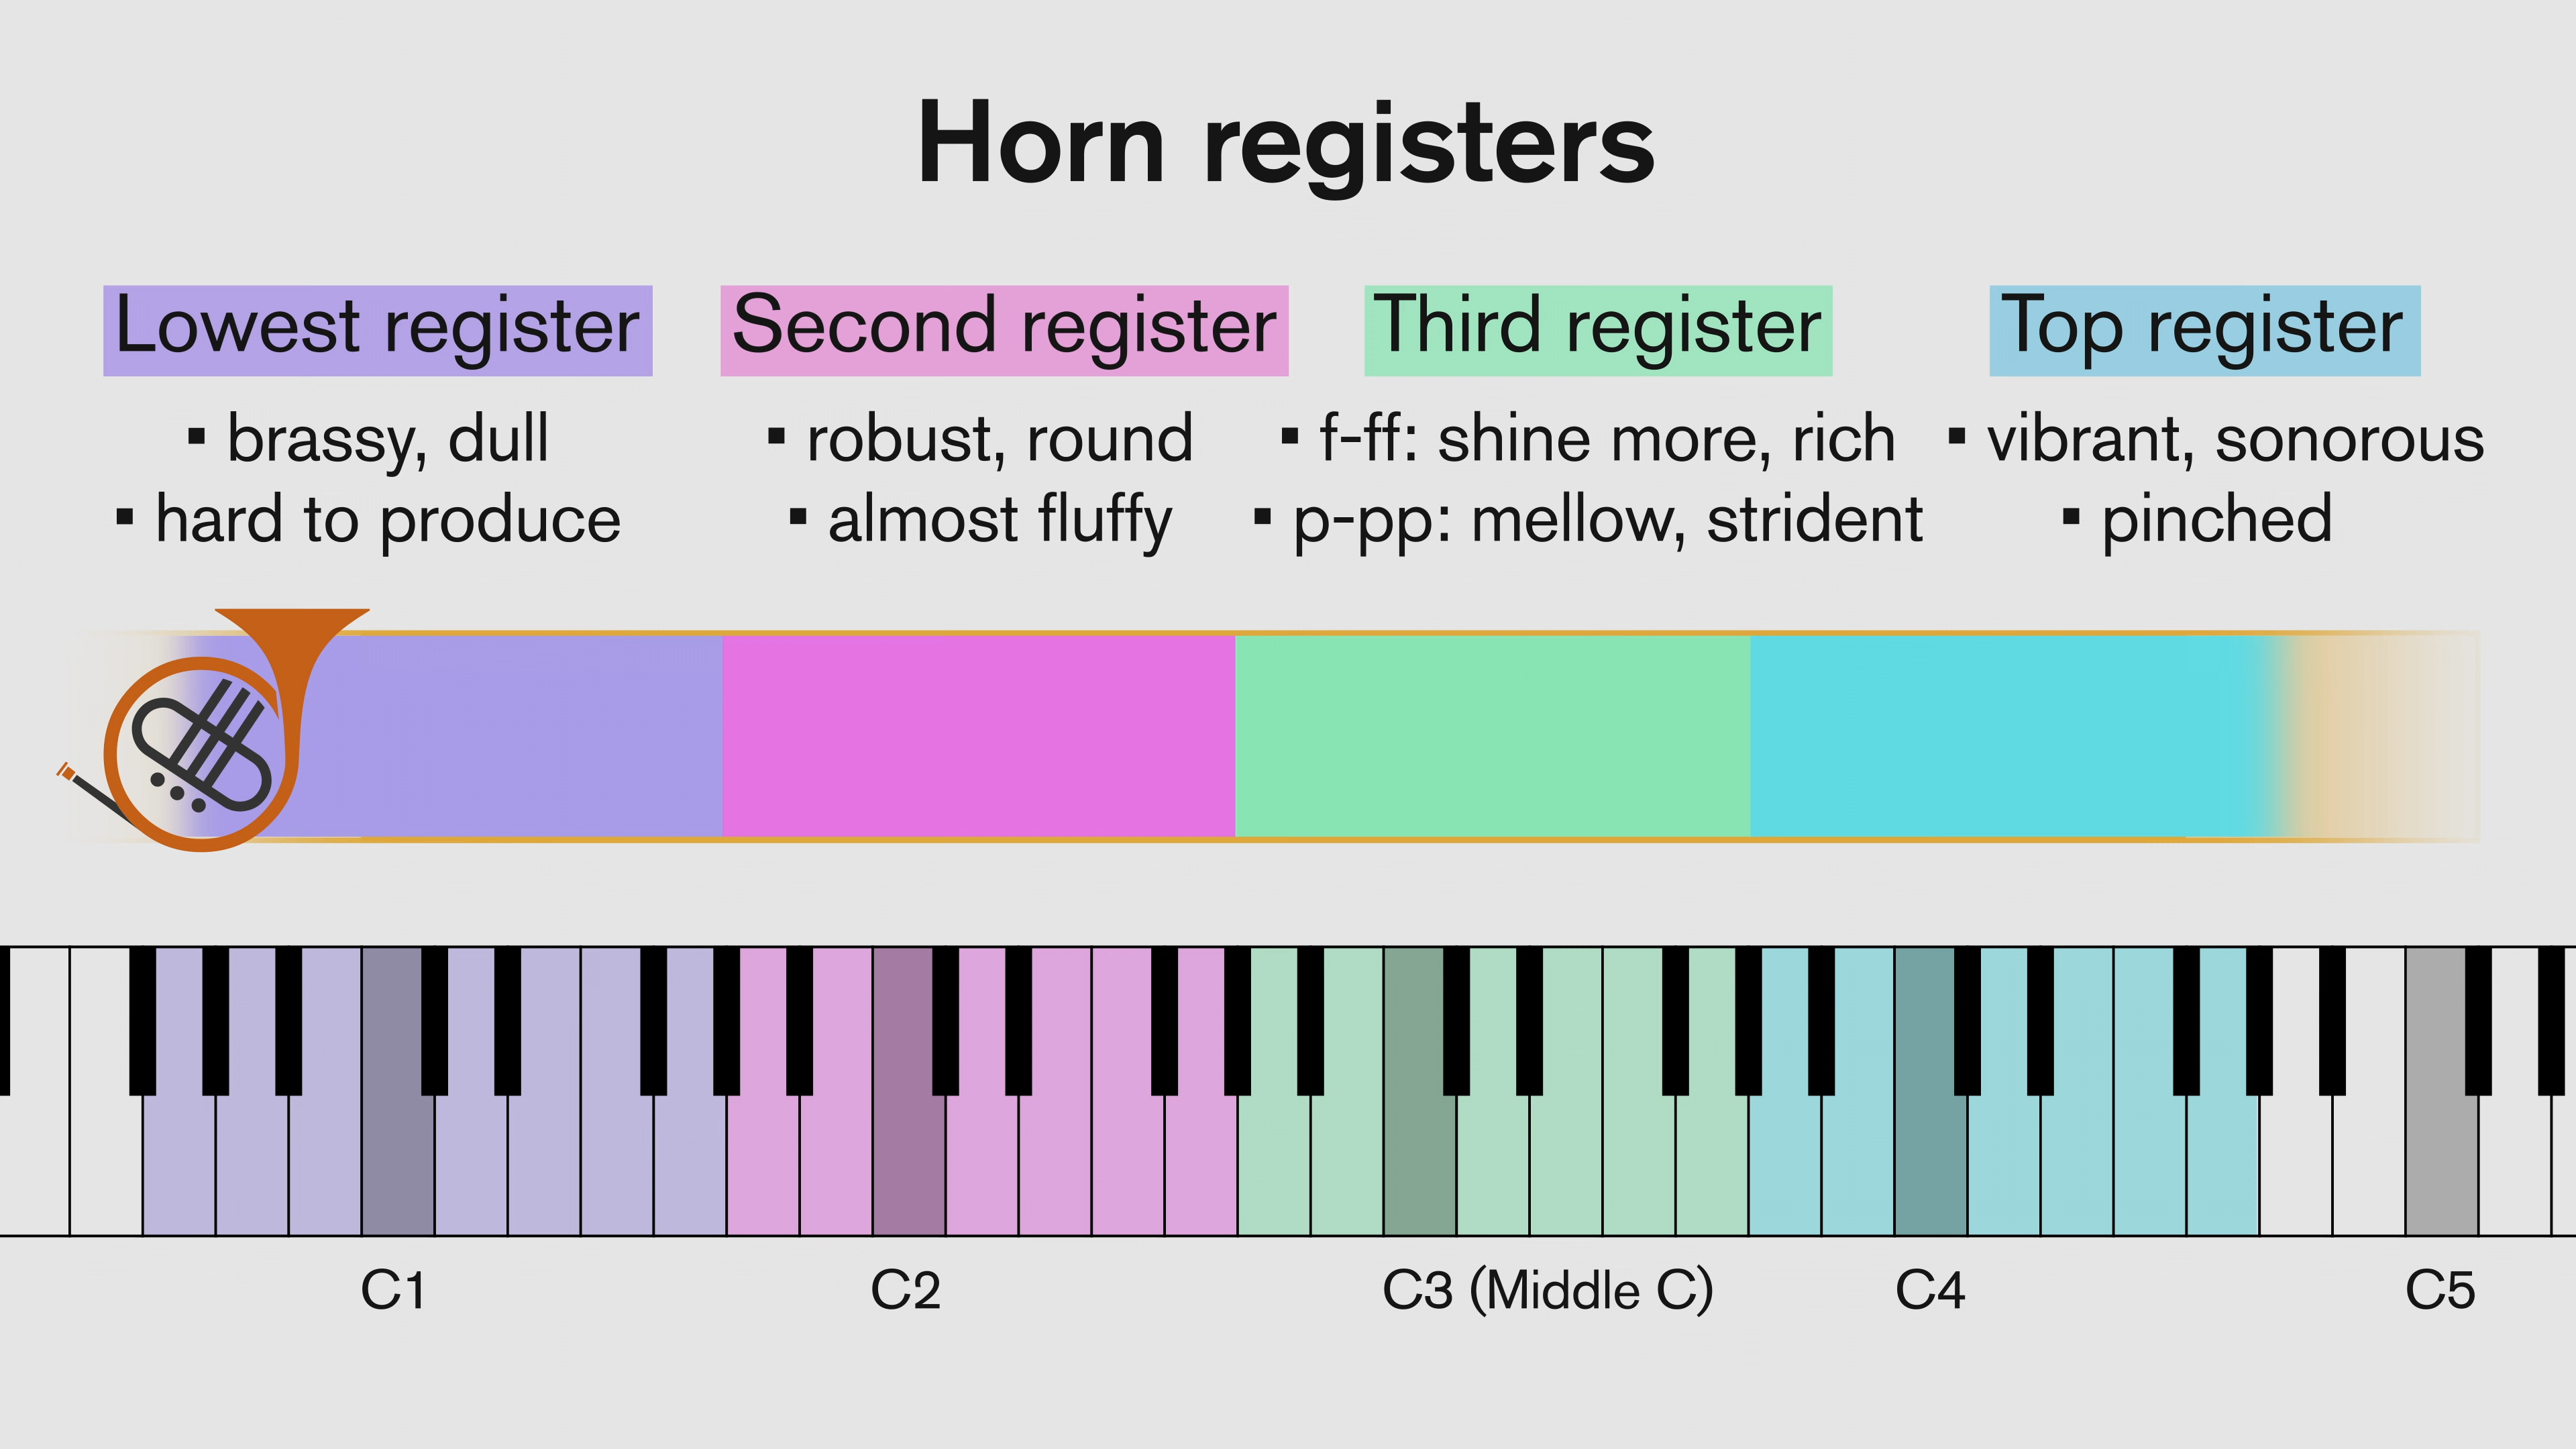 Horn registers
Lowest register
▪ brassy, dull
▪ hard to produce
Second register
▪ robust, round
▪ almost fluffy
Third register
▪ f-ff: shine more, rich
▪ p-pp: mellow, strident
Top register
▪ vibrant, sonorous
▪ pinched
C1
C2
C3 (Middle C)
C4
C5